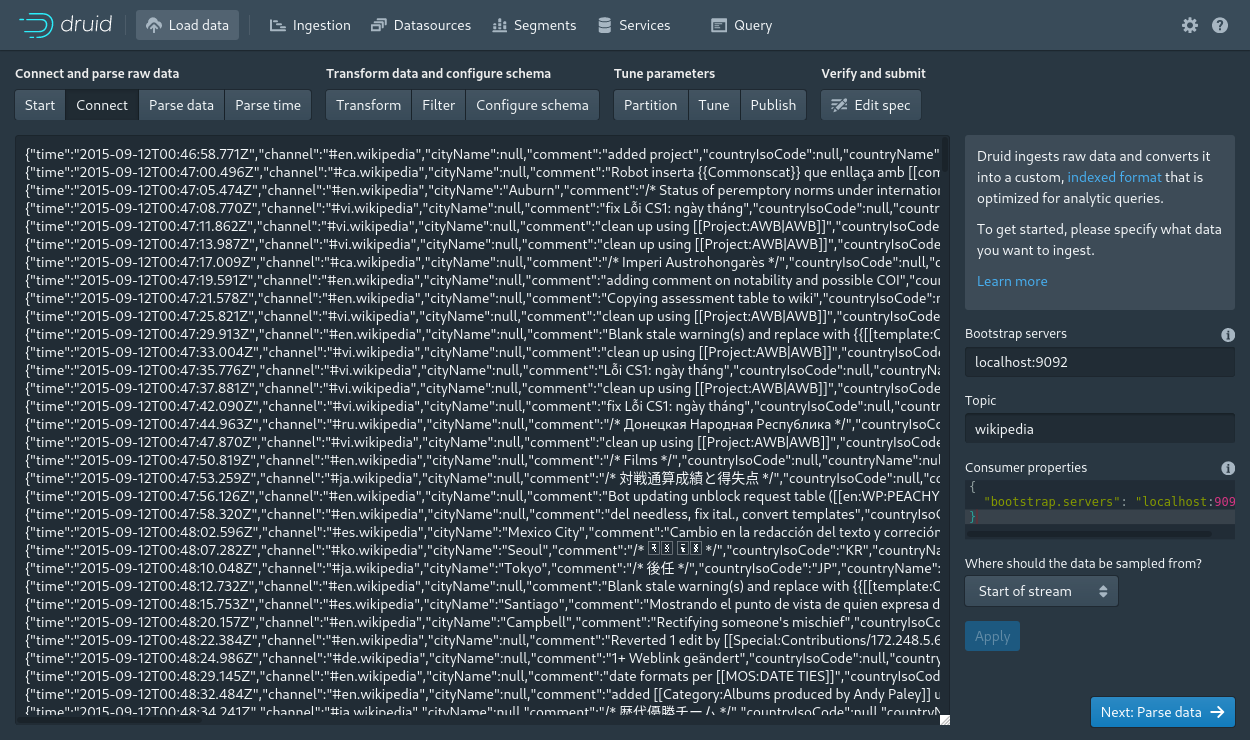 druid
Load data
Ingestion
Datasources
Segments
Services
Query
Connect and parse raw data
Transform data and configure schema
Tune parameters
Verify and submit
Start
Connect
Parse data
Parse time
Transform
Filter
Configure schema
Partition
Tune
Publish
Edit spec
{"time":"2015-09-12T00:46:58.771Z","channel":"#en.wikipedia","cityName":null,"comment":"added project","countryIsoCode":null,"countryName"
{"time":"2015-09-12T00:47:00.496Z","channel":"#ca.wikipedia","cityName":null,"comment":"Robot inserta {{Commonscat}} que enllaça amb [[com
{"time":"2015-09-12T00:47:05.474Z","channel":"#en.wikipedia","cityName":"Auburn","comment":"/* Status of peremptory norms under internation
{"time":"2015-09-12T00:47:08.770Z","channel":"#vi.wikipedia","cityName":null,"comment":"fix Lỗi CS1: ngày tháng","countryIsoCode":null,"countr
{"time":"2015-09-12T00:47:11.862Z","channel":"#vi.wikipedia","cityName":null,"comment":"clean up using [[Project:AWB|AWB]]","countryIsoCode
{"time":"2015-09-12T00:47:13.987Z","channel":"#vi.wikipedia","cityName":null,"comment":"clean up using [[Project:AWB|AWB]]","countryIsoCode
{"time":"2015-09-12T00:47:17.009Z","channel":"#ca.wikipedia","cityName":null,"comment":"/* Imperi Austrohongarès */","countryIsoCode":null,"c
{"time":"2015-09-12T00:47:19.591Z","channel":"#en.wikipedia","cityName":null,"comment":"adding comment on notability and possible COI","coun
{"time":"2015-09-12T00:47:21.578Z","channel":"#en.wikipedia","cityName":null,"comment":"Copying assessment table to wiki","countryIsoCode":n
{"time":"2015-09-12T00:47:25.821Z","channel":"#vi.wikipedia","cityName":null,"comment":"clean up using [[Project:AWB|AWB]]","countryIsoCode
{"time":"2015-09-12T00:47:29.913Z","channel":"#en.wikipedia","cityName":null,"comment":"Blank stale warning(s) and replace with {{[[template:O
{"time":"2015-09-12T00:47:33.004Z","channel":"#vi.wikipedia","cityName":null,"comment":"clean up using [[Project:AWB|AWB]]","countryIsoCode
{"time":"2015-09-12T00:47:35.776Z","channel":"#vi.wikipedia","cityName":null,"comment":"Lỗi CS1: ngày tháng","countryIsoCode":null,"countryNa
{"time":"2015-09-12T00:47:37.881Z","channel":"#vi.wikipedia","cityName":null,"comment":"clean up using [[Project:AWB|AWB]]","countryIsoCode
{"time":"2015-09-12T00:47:42.090Z","channel":"#vi.wikipedia","cityName":null,"comment":"fix Lỗi CS1: ngày tháng","countryIsoCode":null,"countr
{"time":"2015-09-12T00:47:44.963Z","channel":"#ru.wikipedia","cityName":null,"comment":"/* Донецкая Народная Республика */","countryIsoCo
{"time":"2015-09-12T00:47:47.870Z","channel":"#vi.wikipedia","cityName":null,"comment":"clean up using [[Project:AWB|AWB]]","countryIsoCode
{"time":"2015-09-12T00:47:50.819Z","channel":"#en.wikipedia","cityName":null,"comment":"/* Films */","countryIsoCode":null,"countryName":nul
{"time":"2015-09-12T00:47:53.259Z","channel":"#ja.wikipedia","cityName":null,"comment":"/* 対戦通算成績と得失点 */","countryIsoCode":null,"c
{"time":"2015-09-12T00:47:56.126Z","channel":"#en.wikipedia","cityName":null,"comment":"Bot updating unblock request table ([[en:WP:PEACHY
{"time":"2015-09-12T00:47:58.320Z","channel":"#en.wikipedia","cityName":null,"comment":"del needless, fix ital., convert templates","countryIsoC
{"time":"2015-09-12T00:48:02.596Z","channel":"#es.wikipedia","cityName":"Mexico City","comment":"Cambio en la redacción del texto y correción
{"time":"2015-09-12T00:48:07.282Z","channel":"#ko.wikipedia","cityName":"Seoul","comment":"/* */","countryIsoCode":"KR","countryNa
{"time":"2015-09-12T00:48:10.048Z","channel":"#ja.wikipedia","cityName":"Tokyo","comment":"/* 後任 */","countryIsoCode":"JP","countryName":
{"time":"2015-09-12T00:48:12.732Z","channel":"#en.wikipedia","cityName":null,"comment":"Blank stale warning(s) and replace with {{[[template:O
{"time":"2015-09-12T00:48:15.753Z","channel":"#es.wikipedia","cityName":"Santiago","comment":"Mostrando el punto de vista de quien expresa d
{"time":"2015-09-12T00:48:20.157Z","channel":"#en.wikipedia","cityName":"Campbell","comment":"Rectifying someone's mischief","countryIsoCo
{"time":"2015-09-12T00:48:22.384Z","channel":"#en.wikipedia","cityName":null,"comment":"Reverted 1 edit by [[Special:Contributions/172.248.5.6
{"time":"2015-09-12T00:48:24.986Z","channel":"#de.wikipedia","cityName":null,"comment":"1+ Weblink geändert","countryIsoCode":null,"country
{"time":"2015-09-12T00:48:29.145Z","channel":"#en.wikipedia","cityName":null,"comment":"date formats per [[MOS:DATE TIES]]","countryIsoCod
{"time":"2015-09-12T00:48:32.484Z","channel":"#en.wikipedia","cityName":null,"comment":"added [[Category:Albums produced by Andy Paley]] u
{"time":"2015-09-12T00:48:34.241Z","channel":"#ja.wikipedia","cityName":null,"comment":"/* 歴代優勝チーム */","countryIsoCode":null,"countryN
Druid ingests raw data and converts it
into a custom, indexed format that is
optimized for analytic queries.
To get started, please specify what data
you want to ingest.
Learn more
Bootstrap servers
localhost:9092
Topic
wikipedia
Consumer properties
{
"bootstrap.servers": "localhost:909
}
Where should the data be sampled from?
Start of stream
Apply
Next: Parse data